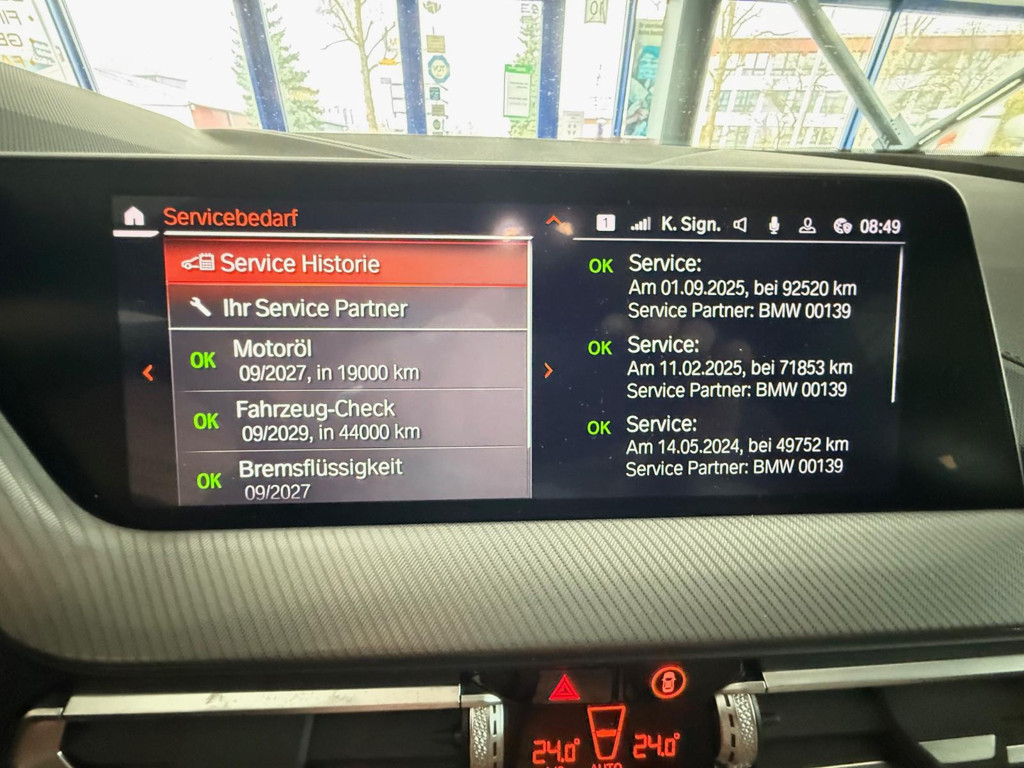 Servicebedarf
1 K. Sign. 08:49
Service Historie
Ihr Service Partner
OK Motoröl
09/2027, in 19000 km
OK Fahrzeug-Check
09/2029, in 44000 km
OK Bremsflüssigkeit
09/2027
OK Service:
Am 01.09.2025, bei 92520 km
Service Partner: BMW 00139
OK Service:
Am 11.02.2025, bei 71853 km
Service Partner: BMW 00139
OK Service:
Am 14.05.2024, bei 49752 km
Service Partner: BMW 00139
24.0° 24.0°
AUTO